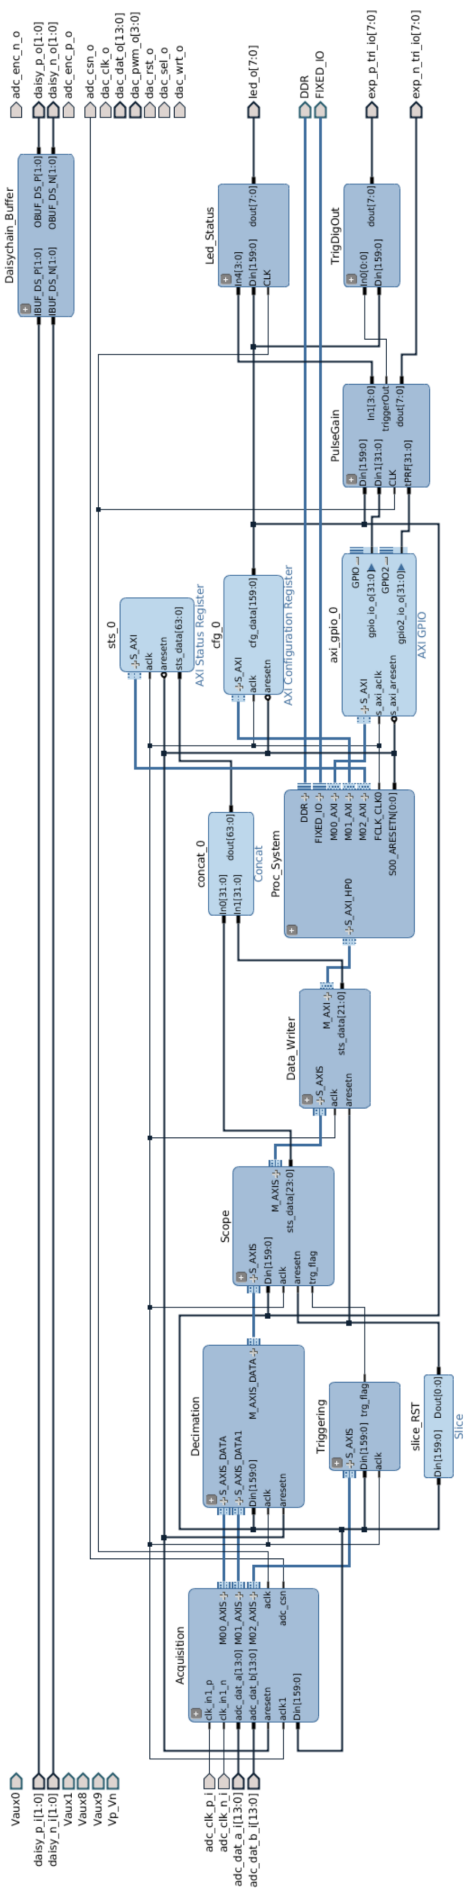 Vaux0
daisy_p_i[1:0]
daisy_n_i[1:0]
Vaux1
Vaux8
Vaux9
Vp_Vn
adc_clk_p_i
adc_clk_n_i
adc_dat_a_i[13:0]
adc_dat_b_i[13:0]
Acquisition
clk_in1_p
clk_in1_n
adc_dat_a[13:0]
adc_dat_b[13:0]
aresetn
aclk1
Din[159:0]
M00_AXIS
M01_AXIS
M02_AXIS
aclk
adc_csn
Decimation
S_AXIS_DATA
S_AXIS_DATA1
Din[159:0]
aclk
aresetn
M_AXIS_DATA
Triggering
S_AXIS
Din[159:0]
aclk
trg_flag
slice_RST
Din[159:0]
Dout[0:0]
Slice
Scope
S_AXIS
Din[159:0]
aclk
aresetn
trg_flag
M_AXIS
sts_data[23:0]
Data_Writer
S_AXIS
aclk
aresetn
M_AXI
sts_data[21:0]
concat_0
In0[31:0]
In1[31:0]
dout[63:0]
Concat
Proc_System
S_AXI_HP0
DDR
FIXED_IO
M00_AXI
M01_AXI
M02_AXI
FCLK_CLK0
S00_ARESETN[0:0]
sts_0
S_AXI
aclk
aresetn
sts_data[63:0]
AXI Status Register
cfg_0
S_AXI
aclk
aresetn
cfg_data[159:0]
AXI Configuration Register
axi_gpio_0
S_AXI
s_axi_aclk
s_axi_aresetn
GPIO
gpio_io_o[31:0]
GPIO2
gpio2_io_o[31:0]
AXI GPIO
PulseGain
Din[159:0]
Din1[31:0]
CLK
tPRF[31:0]
In1[3:0]
triggerOut
dout[7:0]
Led_Status
In4[3:0]
Din[159:0]
CLK
dout[7:0]
TrigDigOut
In0[0:0]
Din[159:0]
dout[7:0]
Daisychain_Buffer
IBUF_DS_P[1:0]
IBUF_DS_N[1:0]
OBUF_DS_P[1:0]
OBUF_DS_N[1:0]
adc_enc_n_o
daisy_p_o[1:0]
daisy_n_o[1:0]
adc_enc_p_o
adc_csn_o
dac_clk_o
dac_dat_o[13:0]
dac_pwm_o[3:0]
dac_rst_o
dac_sel_o
dac_wrt_o
led_o[7:0]
DDR
FIXED_IO
exp_p_tri_io[7:0]
exp_n_tri_io[7:0]